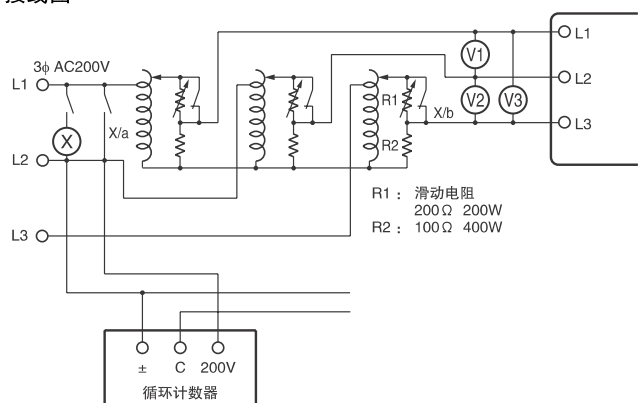 接线图
3ϕ AC200V
L1
L2
L3
X
X/a
R1
R2
X/b
V1
V2
V3
L1
L2
L3
R1： 滑动电阻
200Ω 200W
R2： 100Ω 400W
± C 200V
循环计数器